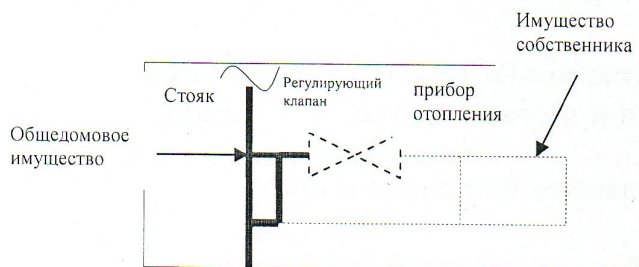 Имущество
собственника
Стояк
Регулирующий
клапан
прибор
отопления
Общедомовое
имущество